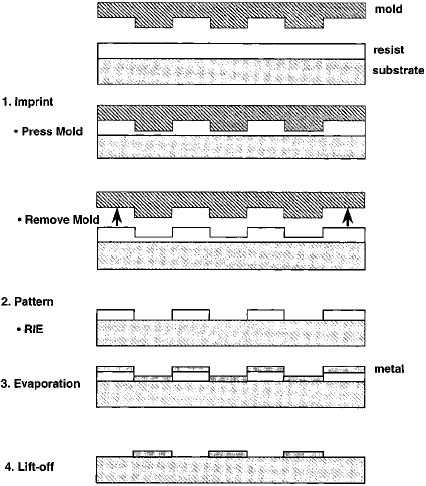 mold
resist
substrate
1. Imprint
• Press Mold
• Remove Mold
2. Pattern
• RIE
metal
3. Evaporation
4. Lift-off